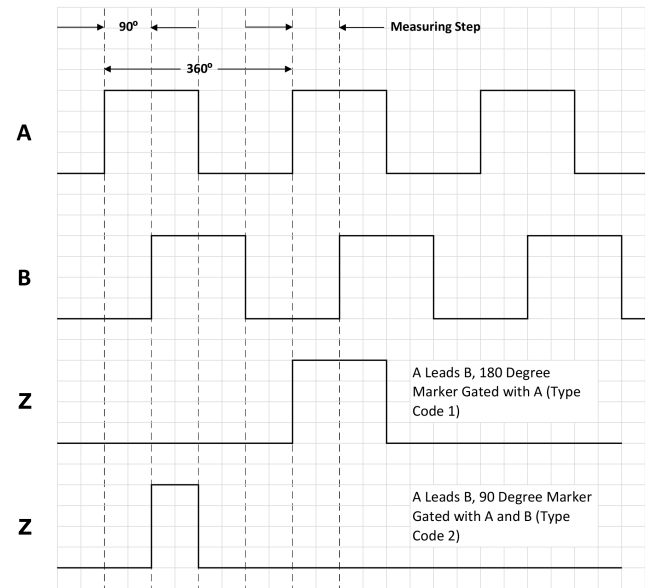 90º
Measuring Step
360º
A
B
Z
A Leads B, 180 Degree
Marker Gated with A (Type
Code 1)
Z
A Leads B, 90 Degree Marker
Gated with A and B (Type
Code 2)